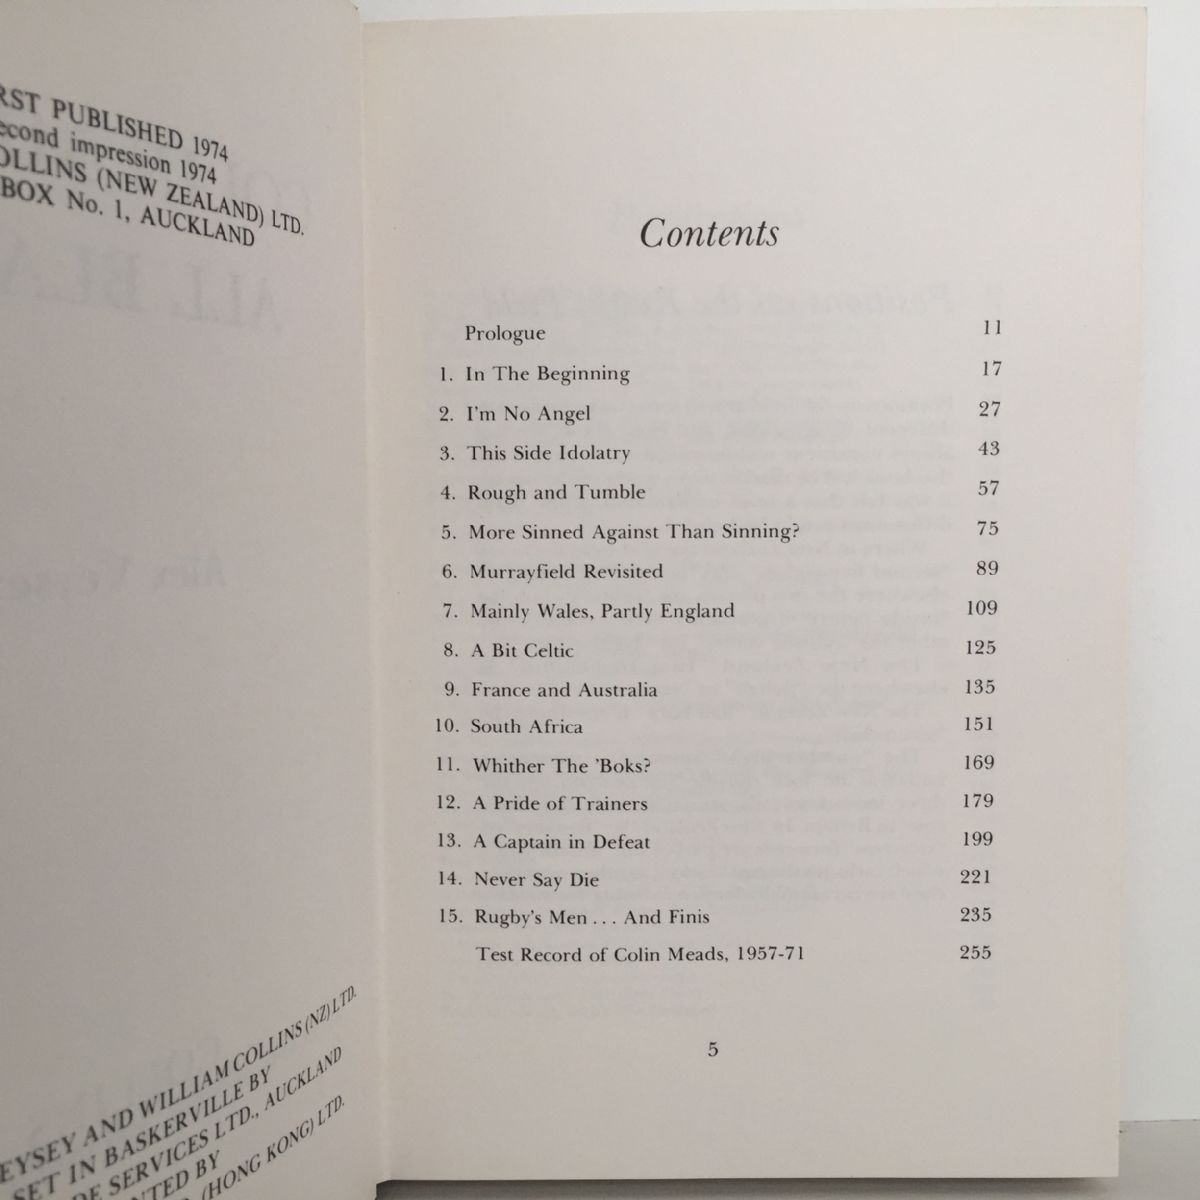 RST PUBLISHED 1974
econd impression 1974
OLLINS (NEW ZEALAND) LTD.
BOX No. 1, AUCKLAND
EYSEY AND WILLIAM COLLINS (NZ) LTD.
SET IN BASKERVILLE BY
DE SERVICES LTD., AUCKLAND
NTED BY
(HONG KONG) LTD.
Contents
Prologue 11
1. In The Beginning 17
2. I'm No Angel 27
3. This Side Idolatry 43
4. Rough and Tumble 57
5. More Sinned Against Than Sinning? 75
6. Murrayfield Revisited 89
7. Mainly Wales, Partly England 109
8. A Bit Celtic 125
9. France and Australia 135
10. South Africa 151
11. Whither The 'Boks? 169
12. A Pride of Trainers 179
13. A Captain in Defeat 199
14. Never Say Die 221
15. Rugby's Men . . . And Finis 235
Test Record of Colin Meads, 1957-71 255
5